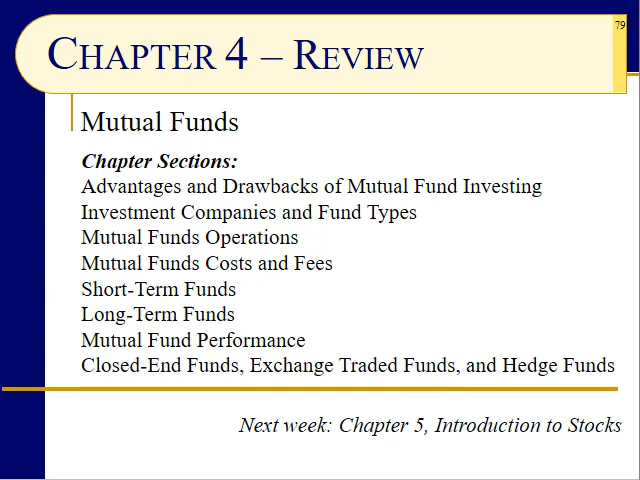 79
CHAPTER 4 – REVIEW
Mutual Funds
Chapter Sections:
Advantages and Drawbacks of Mutual Fund Investing
Investment Companies and Fund Types
Mutual Funds Operations
Mutual Funds Costs and Fees
Short-Term Funds
Long-Term Funds
Mutual Fund Performance
Closed-End Funds, Exchange Traded Funds, and Hedge Funds
Next week: Chapter 5, Introduction to Stocks